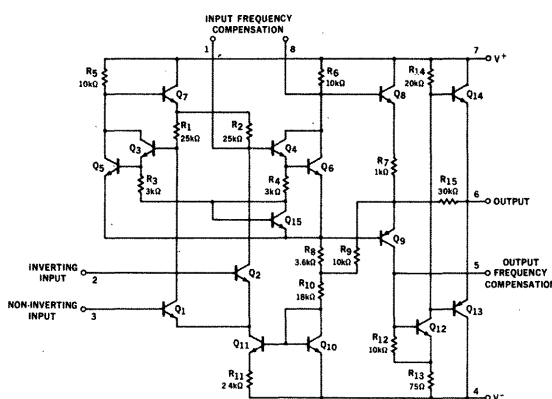 INPUT FREQUENCY
COMPENSATION
1 8
7 V+
R5
10kΩ
R6
10kΩ
R14
20kΩ
Q7
Q8
Q14
R1
25kΩ
R2
25kΩ
Q3
Q4
Q5
Q6
R3
3kΩ
R4
3kΩ
R7
1kΩ
R15
30kΩ
6 OUTPUT
Q15
Q9
R8
3.6kΩ
R9
10kΩ
INVERTING
INPUT
2
Q2
R10
18kΩ
5
OUTPUT
FREQUENCY
COMPENSATION
NON-INVERTING
INPUT
3
Q1
Q11
Q10
R12
10kΩ
Q12
Q13
R11
2.4kΩ
R13
75Ω
4 V-